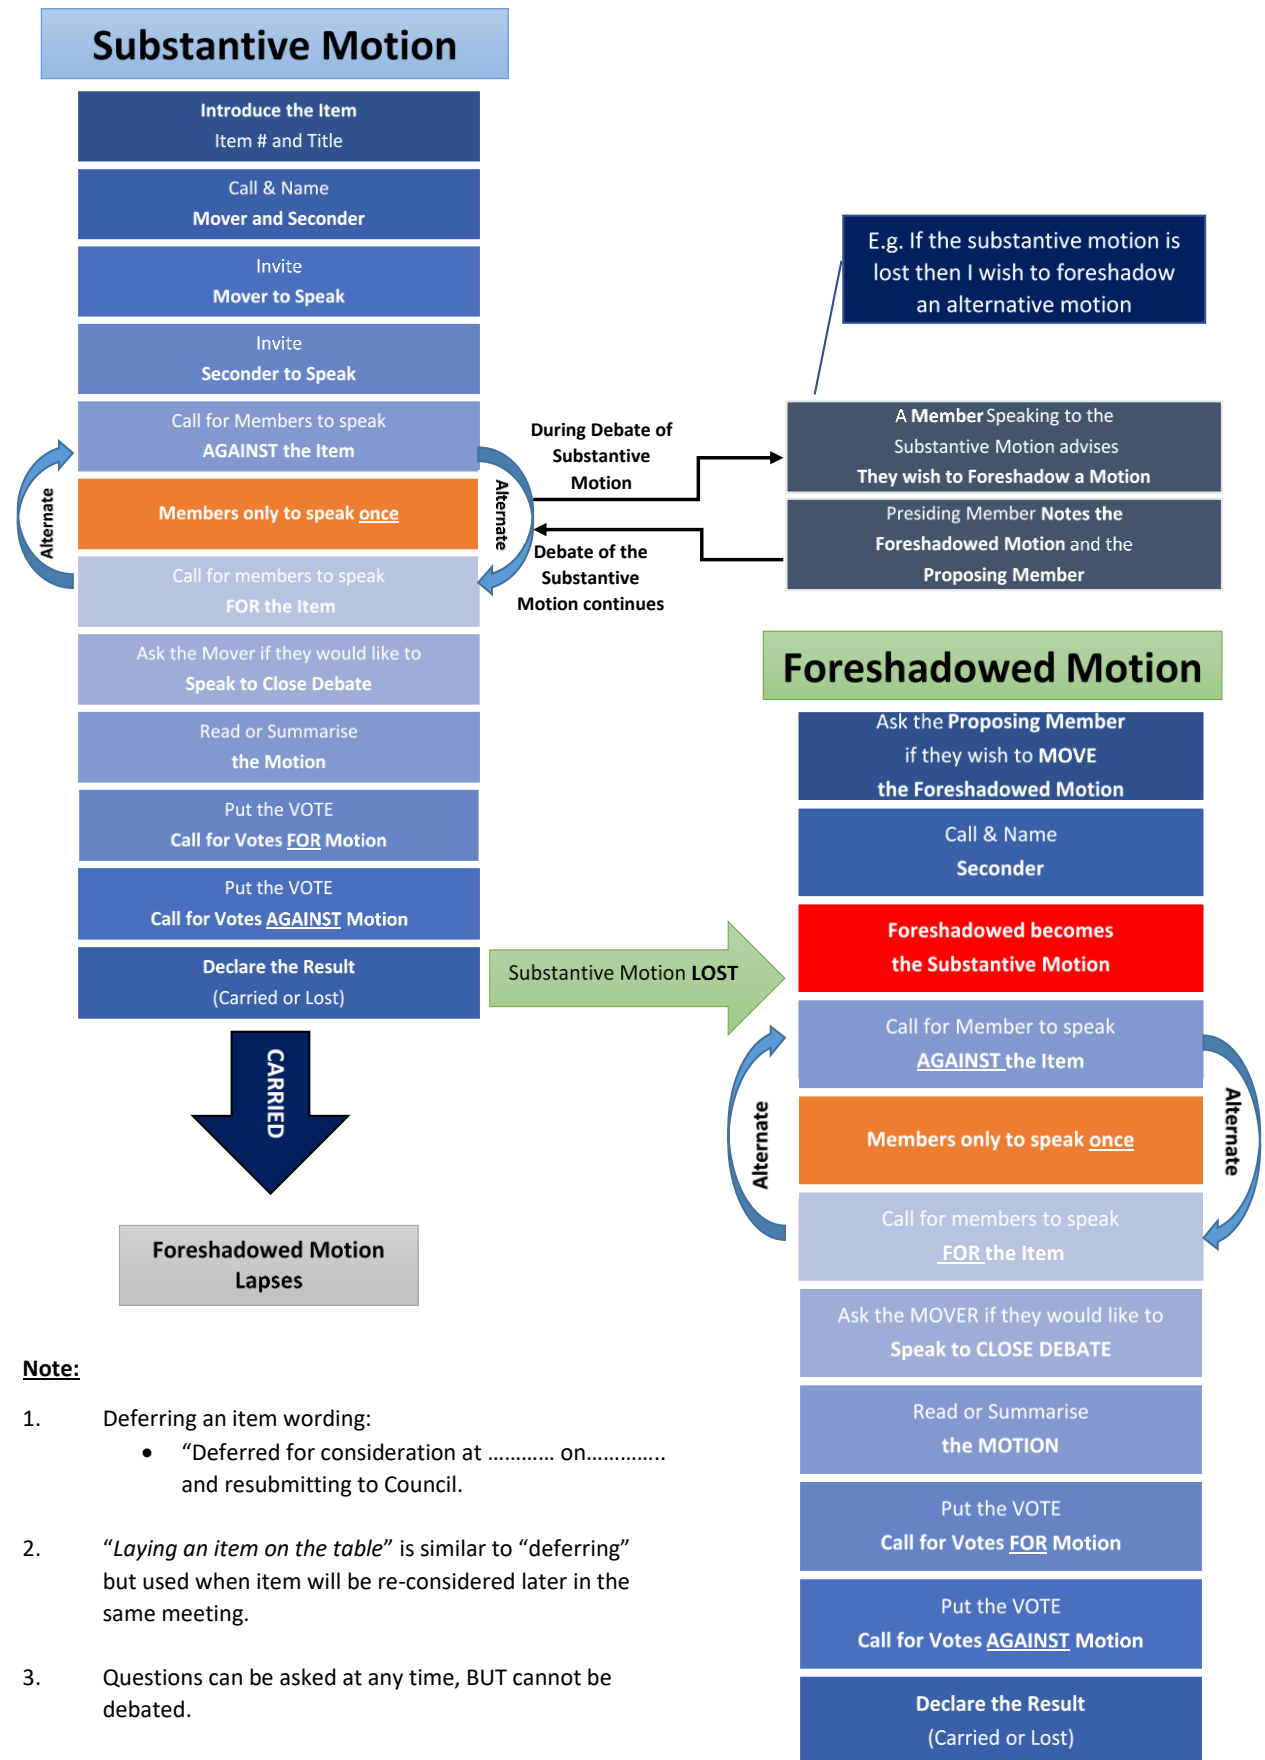 Substantive Motion
Introduce the Item
Item # and Title
Call & Name
Mover and Seconder
Invite
Mover to Speak
Invite
Seconder to Speak
Call for Members to speak
AGAINST the Item
Members only to speak once
Call for members to speak
FOR the Item
Alternate
Alternate
Ask the Mover if they would like to
Speak to Close Debate
Read or Summarise
the Motion
Put the VOTE
Call for Votes FOR Motion
Put the VOTE
Call for Votes AGAINST Motion
Declare the Result
(Carried or Lost)
CARRIED
Foreshadowed Motion
Lapses
During Debate of
Substantive
Motion
Debate of the
Substantive
Motion continues
E.g. If the substantive motion is
lost then I wish to foreshadow
an alternative motion
A Member Speaking to the
Substantive Motion advises
They wish to Foreshadow a Motion
Presiding Member Notes the
Foreshadowed Motion and the
Proposing Member
Substantive Motion LOST
Foreshadowed Motion
Ask the Proposing Member
if they wish to MOVE
the Foreshadowed Motion
Call & Name
Seconder
Foreshadowed becomes
the Substantive Motion
Call for Member to speak
AGAINST the Item
Members only to speak once
Call for members to speak
FOR the Item
Alternate
Alternate
Ask the MOVER if they would like to
Speak to CLOSE DEBATE
Read or Summarise
the MOTION
Put the VOTE
Call for Votes FOR Motion
Put the VOTE
Call for Votes AGAINST Motion
Declare the Result
(Carried or Lost)
Note:
1. Deferring an item wording:
• “Deferred for consideration at ………… on…………..
and resubmitting to Council.
2. “Laying an item on the table” is similar to “deferring”
but used when item will be re-considered later in the
same meeting.
3. Questions can be asked at any time, BUT cannot be
debated.